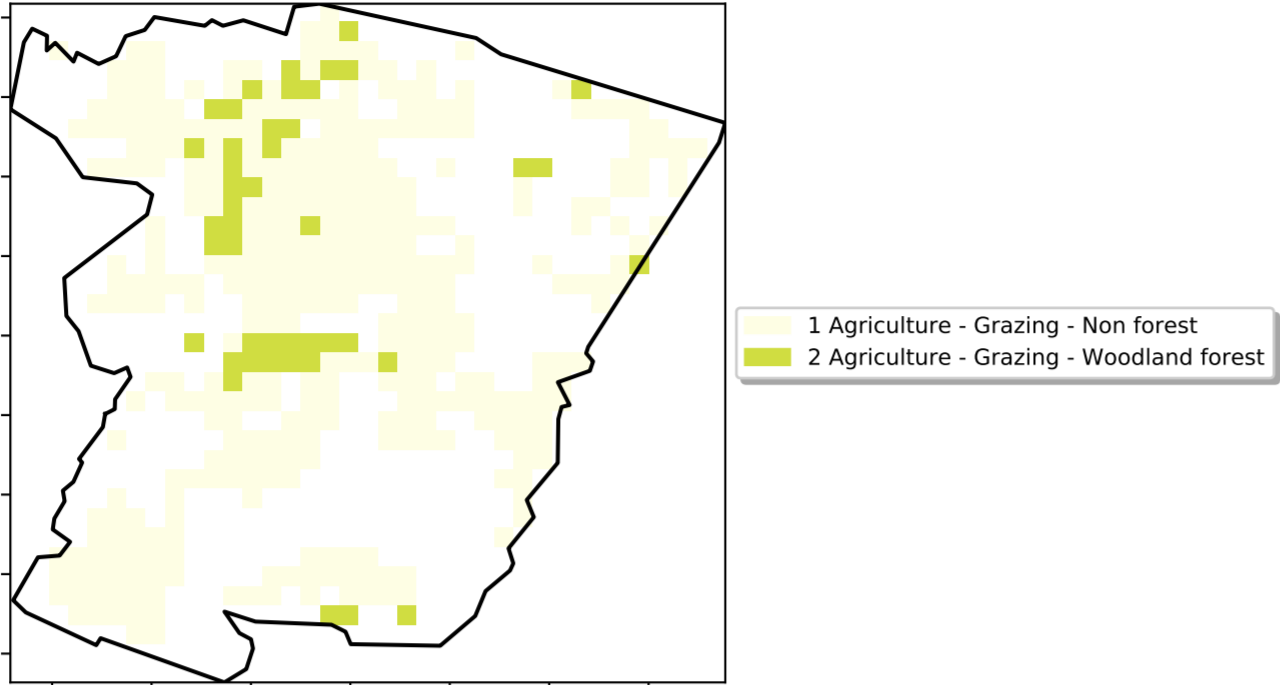 1 Agriculture - Grazing - Non forest
2 Agriculture - Grazing - Woodland forest